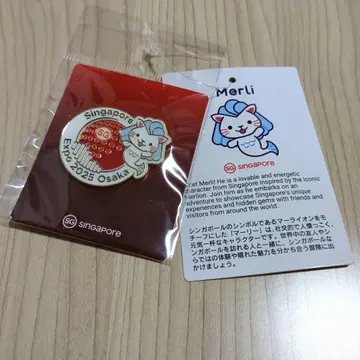 Singapore
Expo 2025 Osaka
SG
SG SINGAPORE
Merli
SG SINGAPORE
et Merli! He is a lovable and energetic
character from Singapore inspired by the iconic
Merlion. Join him as he embarks on an
adventure to showcase Singapore's unique
experiences and hidden gems with friends and
visitors from around the world.
シンガポールのシンボルであるマーライオンをモ
チーフにした「マーリー」は、社交的で人懐っこく、
元気一杯なキャラクターです。世界中の友人やシ
ンガポールを訪れる人と一緒に、シンガポールな
らではの体験や隠れた魅力を分かち合う冒険に出
かけましょう。